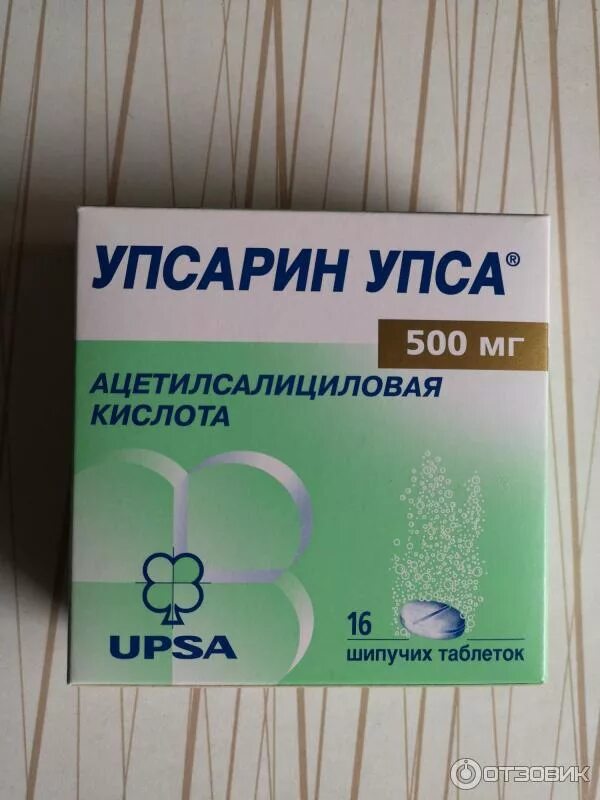 УПСАРИН УПСА®
500 мг
АЦЕТИЛСАЛИЦИЛОВАЯ
КИСЛОТА
UPSA
16
шипучих таблеток
ОТЗОВИК